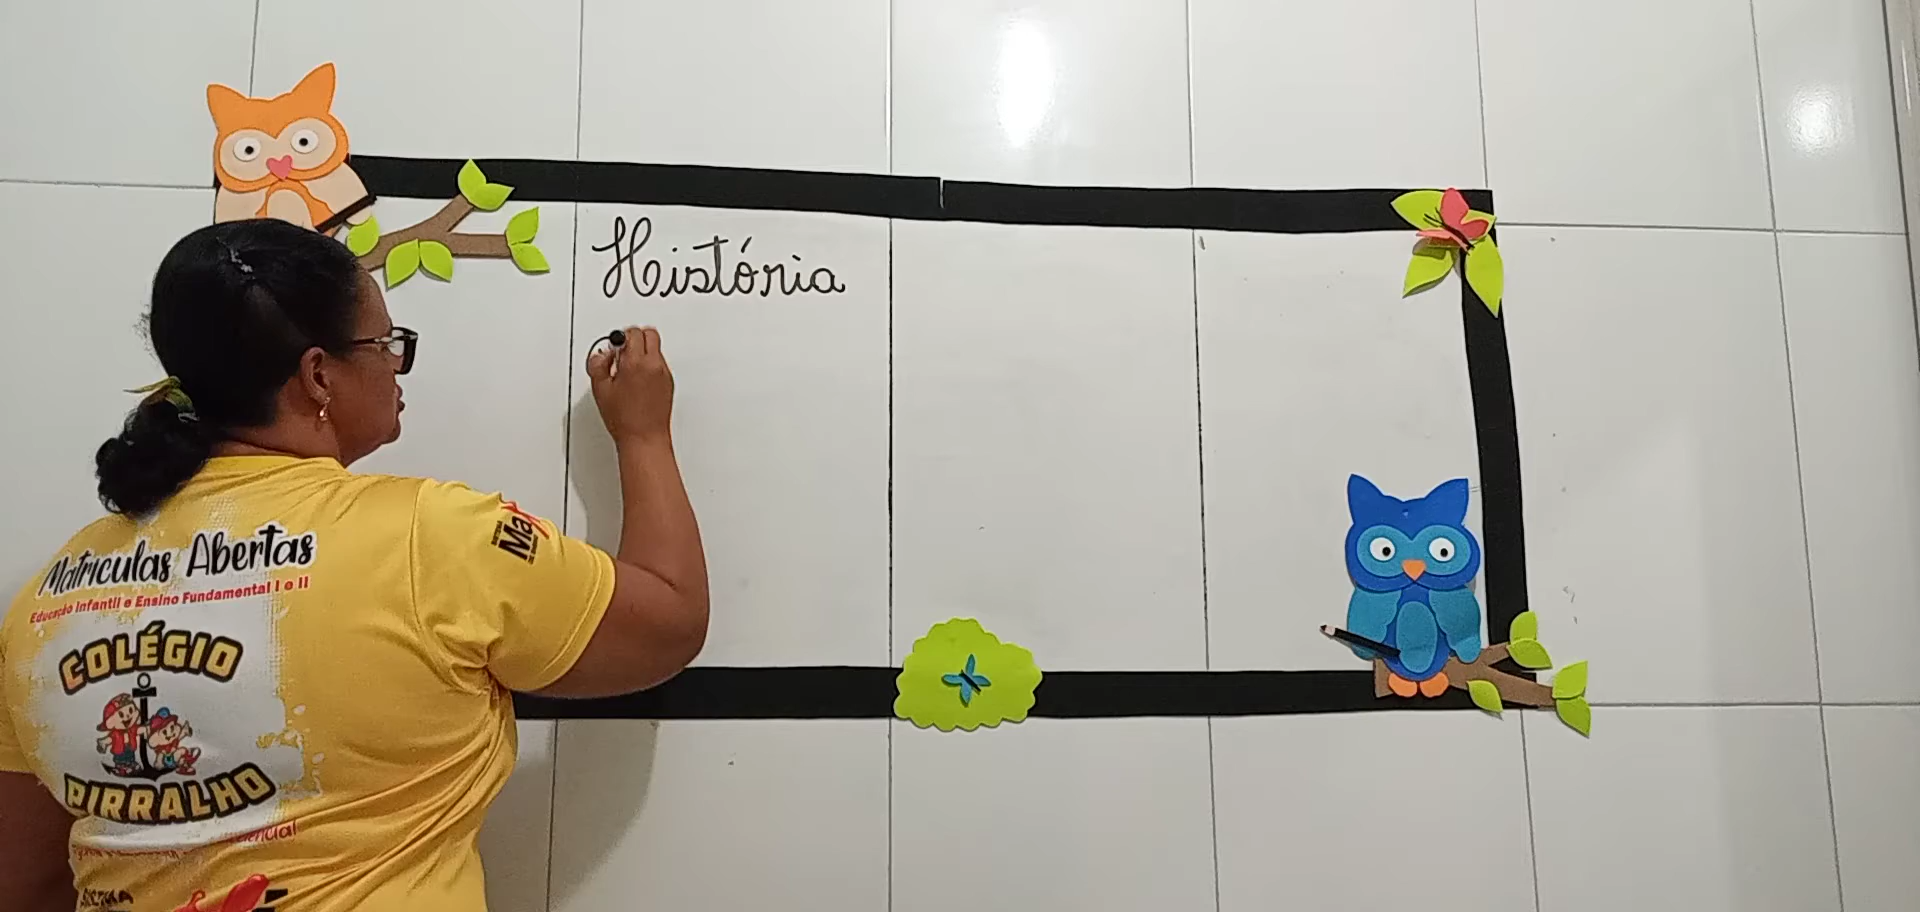 História
Matrículas Abertas
Educação Infantil e Ensino Fundamental I e II
COLÉGIO
PIRRALHO